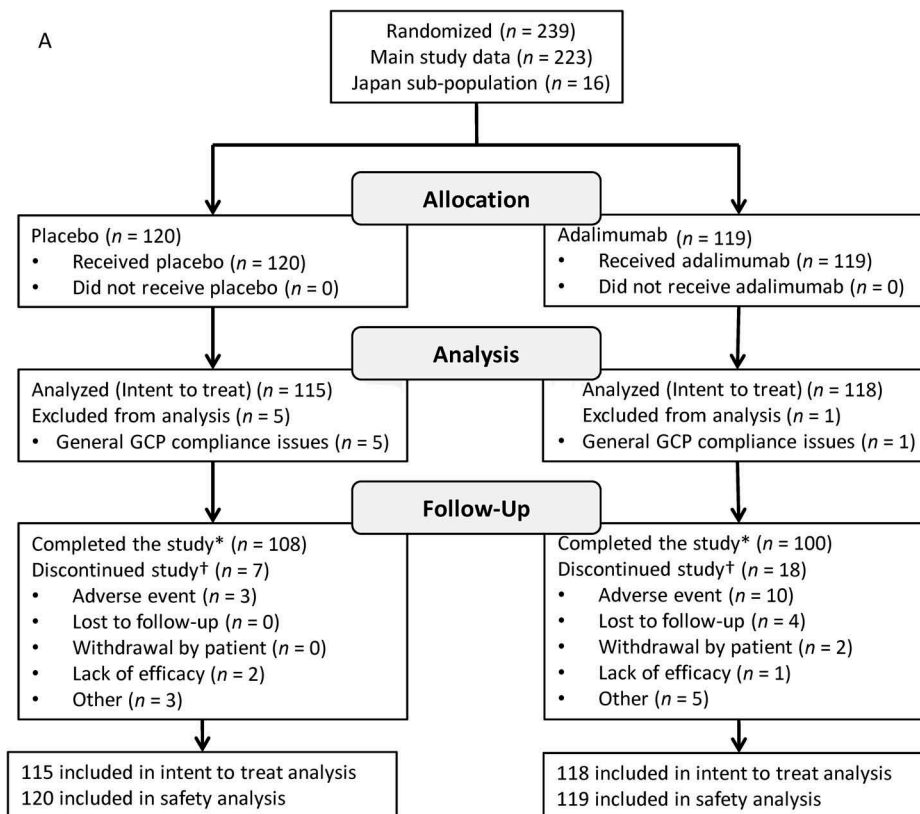 A
Randomized (n = 239)
Main study data (n = 223)
Japan sub-population (n = 16)
Allocation
Placebo (n = 120)
• Received placebo (n = 120)
• Did not receive placebo (n = 0)
Adalimumab (n = 119)
• Received adalimumab (n = 119)
• Did not receive adalimumab (n = 0)
Analysis
Analyzed (Intent to treat) (n = 115)
Excluded from analysis (n = 5)
• General GCP compliance issues (n = 5)
Analyzed (Intent to treat) (n = 118)
Excluded from analysis (n = 1)
• General GCP compliance issues (n = 1)
Follow-Up
Completed the study* (n = 108)
Discontinued study† (n = 7)
• Adverse event (n = 3)
• Lost to follow-up (n = 0)
• Withdrawal by patient (n = 0)
• Lack of efficacy (n = 2)
• Other (n = 3)
Completed the study* (n = 100)
Discontinued study† (n = 18)
• Adverse event (n = 10)
• Lost to follow-up (n = 4)
• Withdrawal by patient (n = 2)
• Lack of efficacy (n = 1)
• Other (n = 5)
115 included in intent to treat analysis
120 included in safety analysis
118 included in intent to treat analysis
119 included in safety analysis